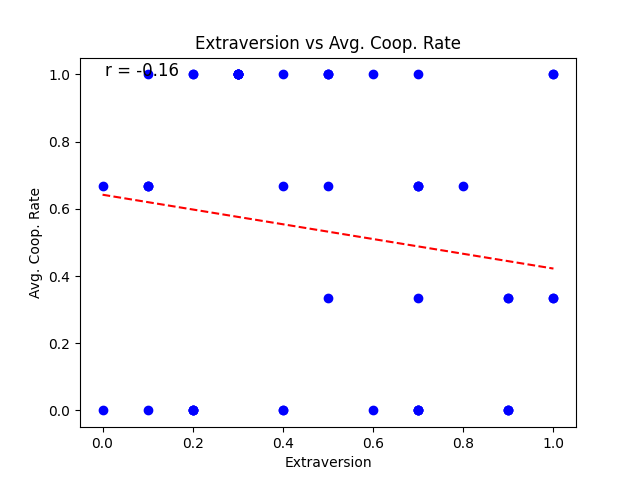 Extraversion vs Avg. Coop. Rate
r = -0.16
1.0
0.8
0.6
0.4
0.2
0.0
Avg. Coop. Rate
0.0 0.2 0.4 0.6 0.8 1.0
Extraversion